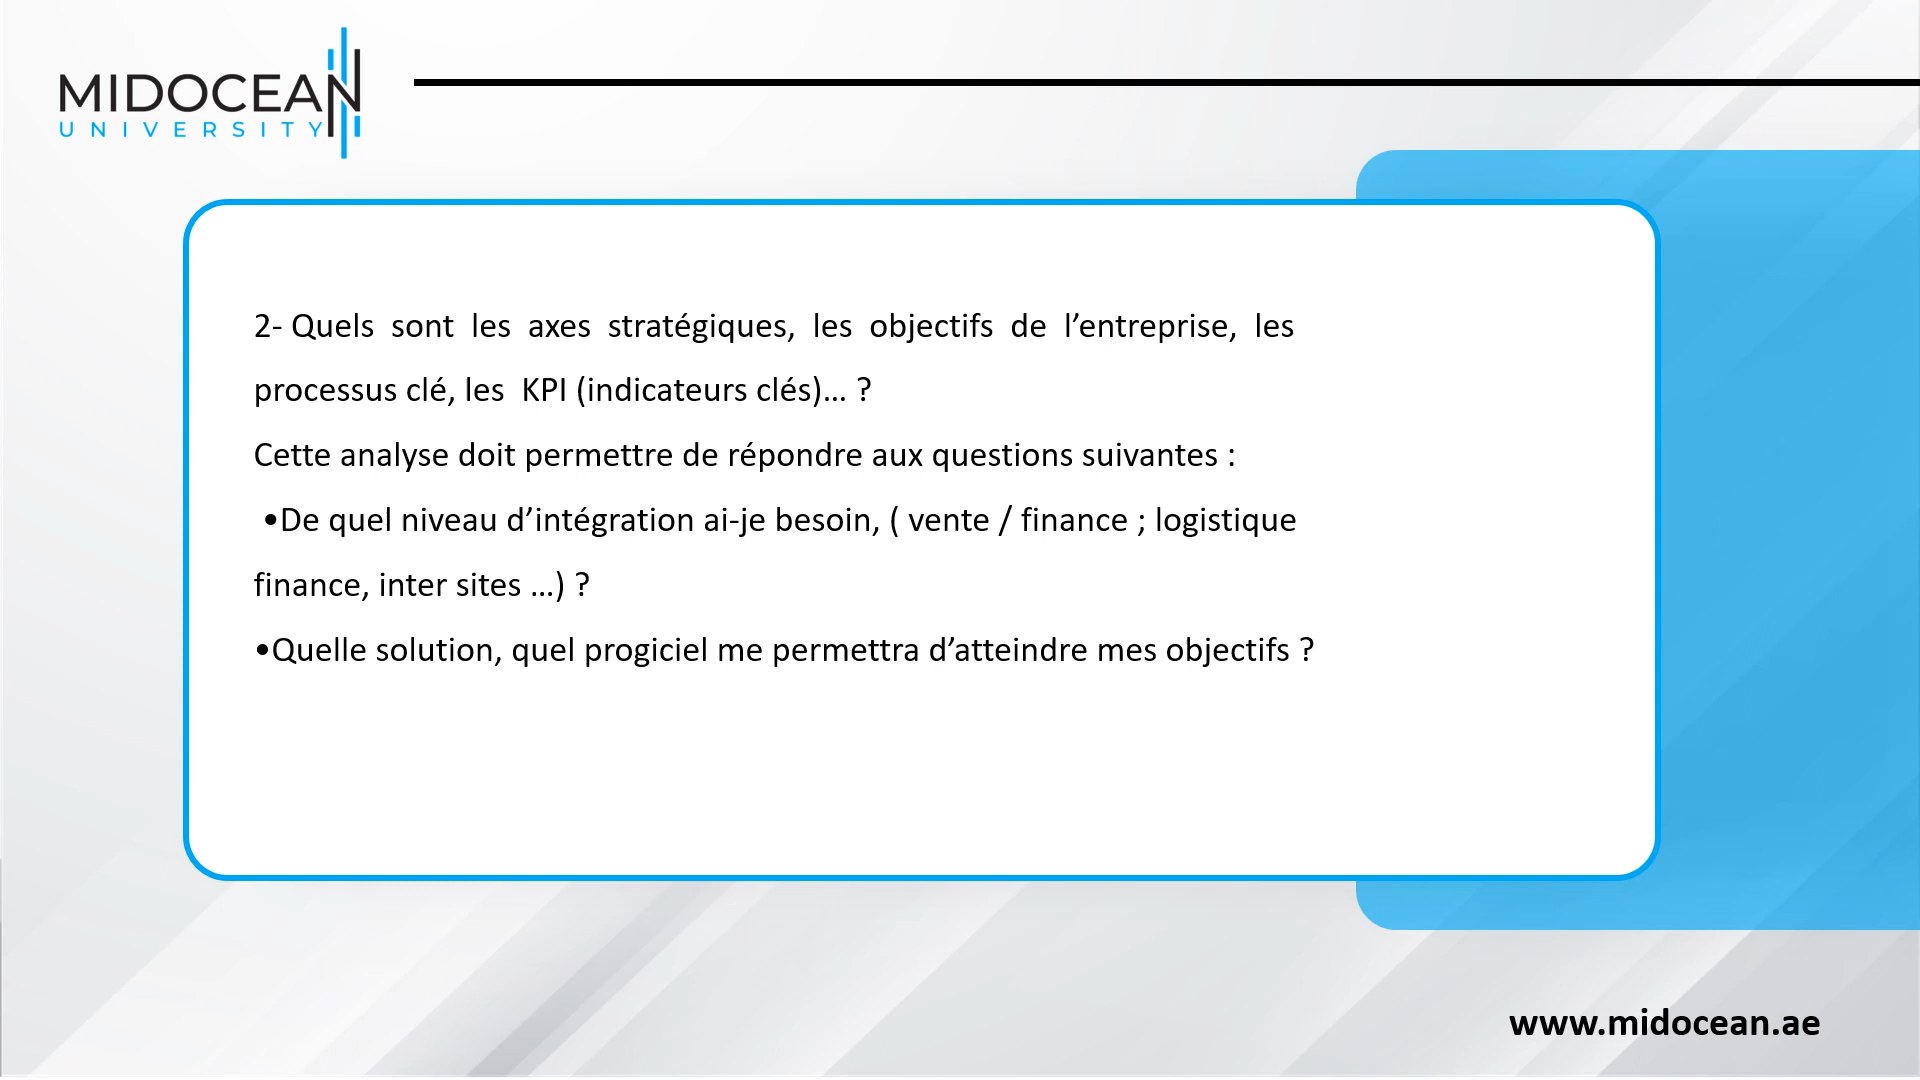 MIDOCEAN
UNIVERSITY
2- Quels sont les axes stratégiques, les objectifs de l’entreprise, les
processus clé, les KPI (indicateurs clés)… ?
Cette analyse doit permettre de répondre aux questions suivantes :
•De quel niveau d’intégration ai-je besoin, ( vente / finance ; logistique
finance, inter sites …) ?
•Quelle solution, quel progiciel me permettra d’atteindre mes objectifs ?
www.midocean.ae